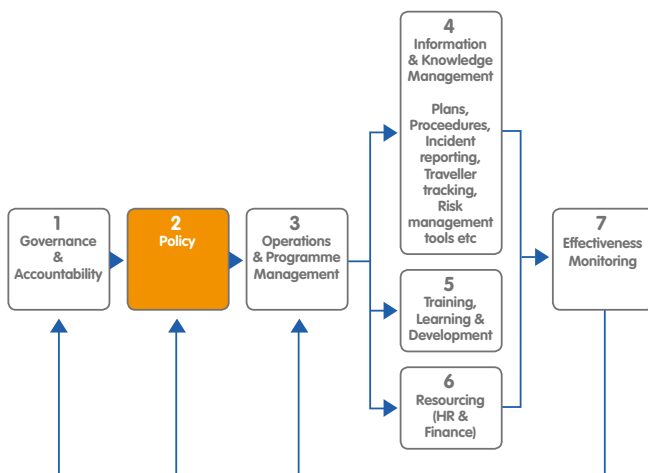 1
Governance
&
Accountability
2
Policy
3
Operations
& Programme
Management
4
Information
& Knowledge
Management
Plans,
Proceedures,
Incident
reporting,
Traveller
tracking,
Risk
management
tools etc
5
Training,
Learning &
Development
6
Resourcing
(HR &
Finance)
7
Effectiveness
Monitoring